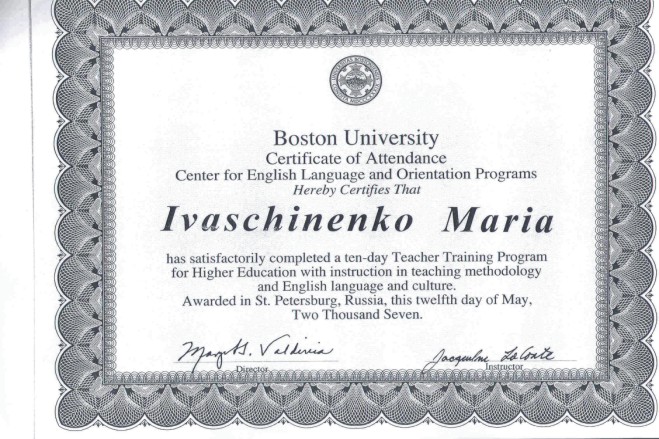 Boston University
Certificate of Attendance
Center for English Language and Orientation Programs
Hereby Certifies That
Ivaschinenko Maria
has satisfactorily completed a ten-day Teacher Training Program
for Higher Education with instruction in teaching methodology
and English language and culture.
Awarded in St. Petersburg, Russia, this twelfth day of May,
Two Thousand Seven.
Director
Instructor